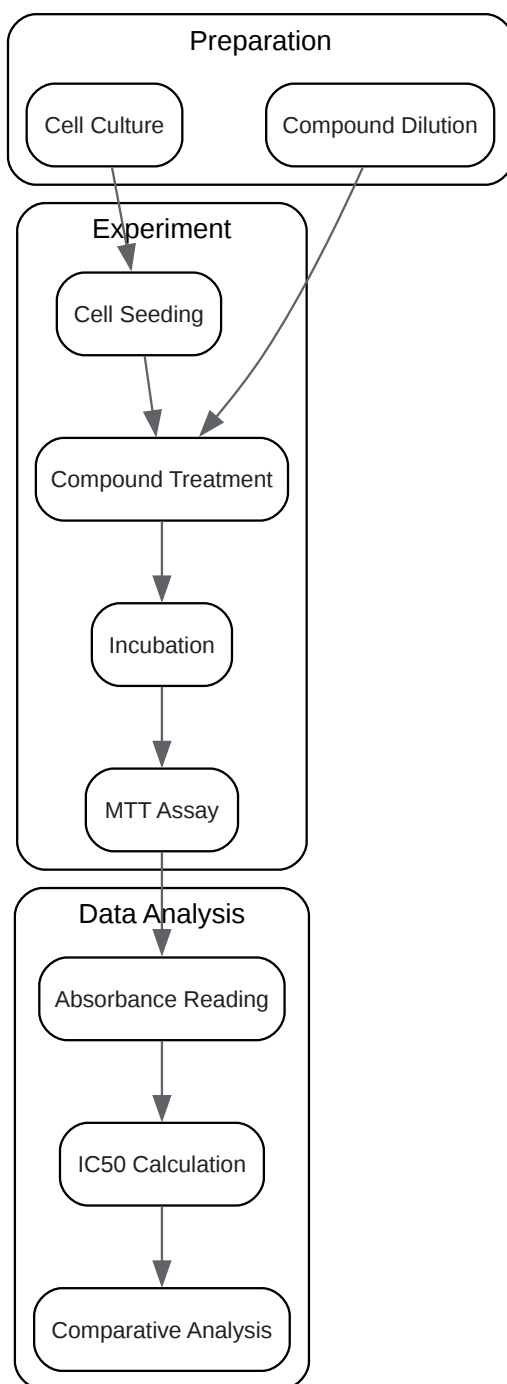 Preparation
Cell Culture
Compound Dilution
Experiment
Cell Seeding
Compound Treatment
Incubation
MTT Assay
Data Analysis
Absorbance Reading
IC50 Calculation
Comparative Analysis